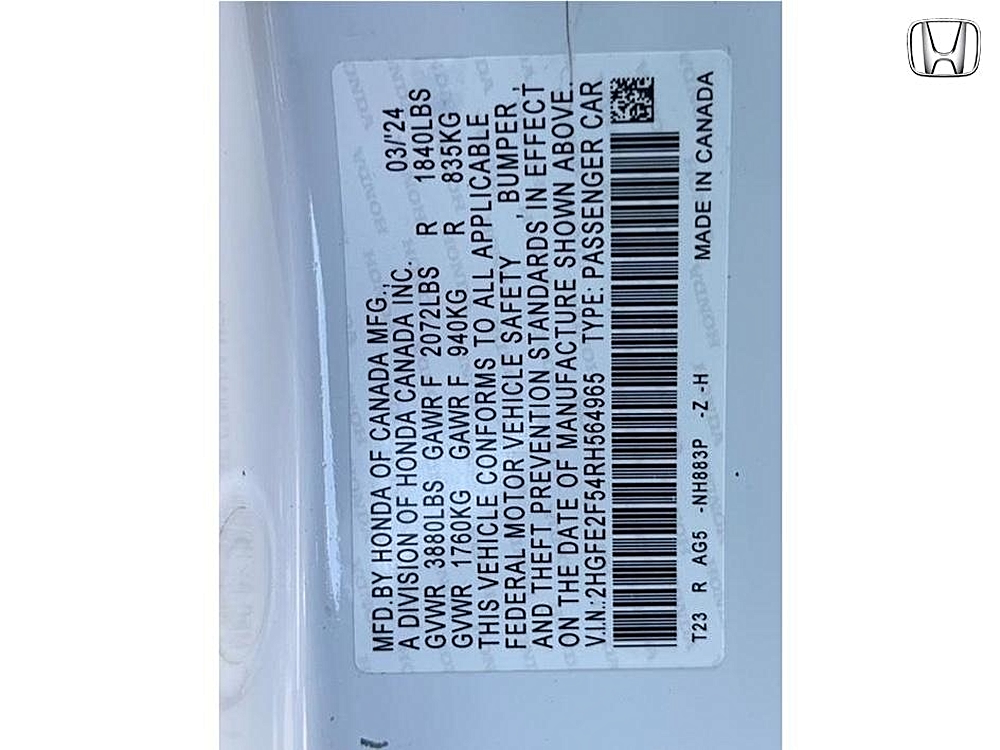 MFD.BY HONDA OF CANADA MFG., 03/'24
A DIVISION OF HONDA CANADA INC.
GVWR 3880LBS GAWR F 2072LBS R 1840LBS
GVWR 1760KG GAWR F 940KG R 835KG
THIS VEHICLE CONFORMS TO ALL APPLICABLE
FEDERAL MOTOR VEHICLE SAFETY , BUMPER ,
AND THEFT PREVENTION STANDARDS IN EFFECT
ON THE DATE OF MANUFACTURE SHOWN ABOVE.
V.I.N.:2HGFE2F54RH564965 TYPE: PASSENGER CAR
T23 R AG5 -NH883P -Z -H MADE IN CANADA